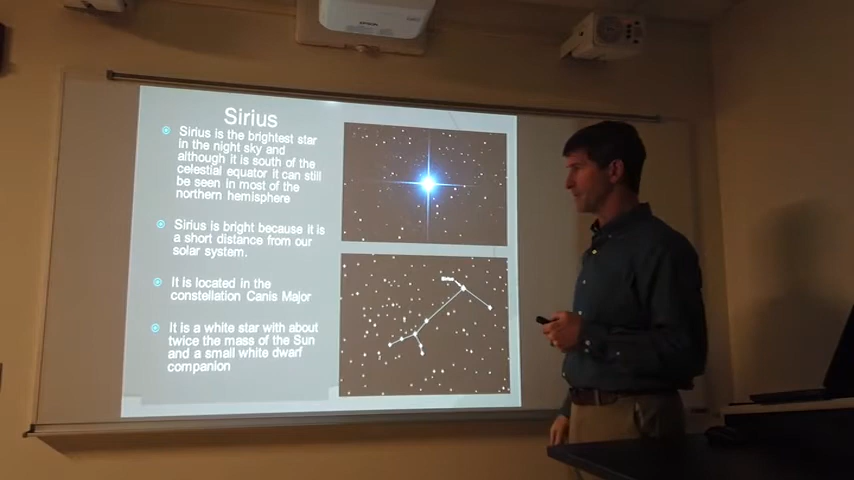 EPSON
Sirius
Sirius is the brightest star
in the night sky and
although it is south of the
celestial equator it can still
be seen in most of the
northern hemisphere
Sirius is bright because it is
a short distance from our
solar system.
It is located in the
constellation Canis Major
It is a white star with about
twice the mass of the Sun
and a small white dwarf
companion
Sirius